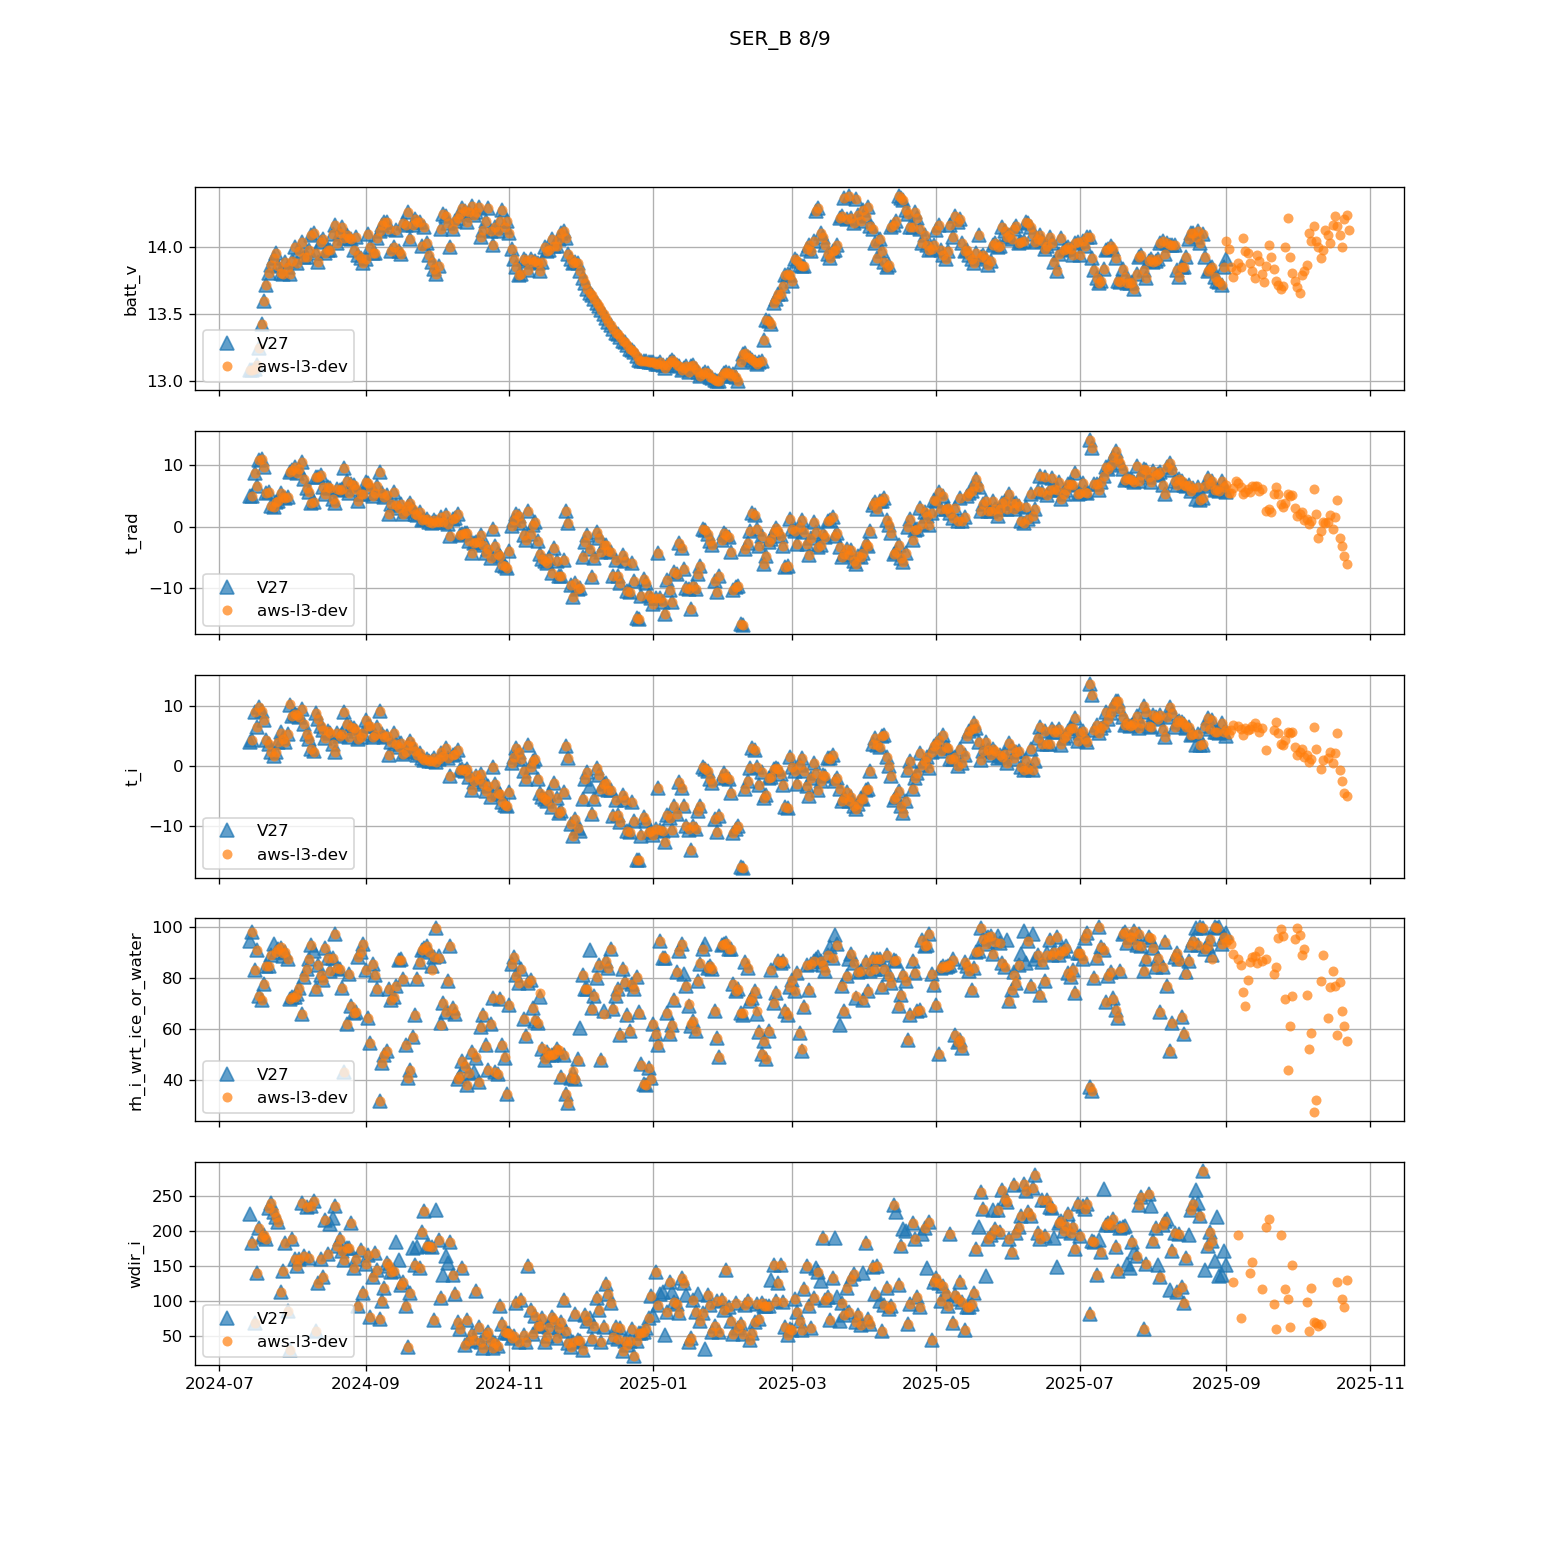 SER_B 8/9
14.0
13.5
13.0
batt_v
V27
aws-l3-dev
10
0
−10
t_rad
V27
aws-l3-dev
10
0
−10
t_i
V27
aws-l3-dev
100
80
60
40
rh_i_wrt_ice_or_water
V27
aws-l3-dev
250
200
150
100
50
wdir_i
V27
aws-l3-dev
2024-07 2024-09 2024-11 2025-01 2025-03 2025-05 2025-07 2025-09 2025-11